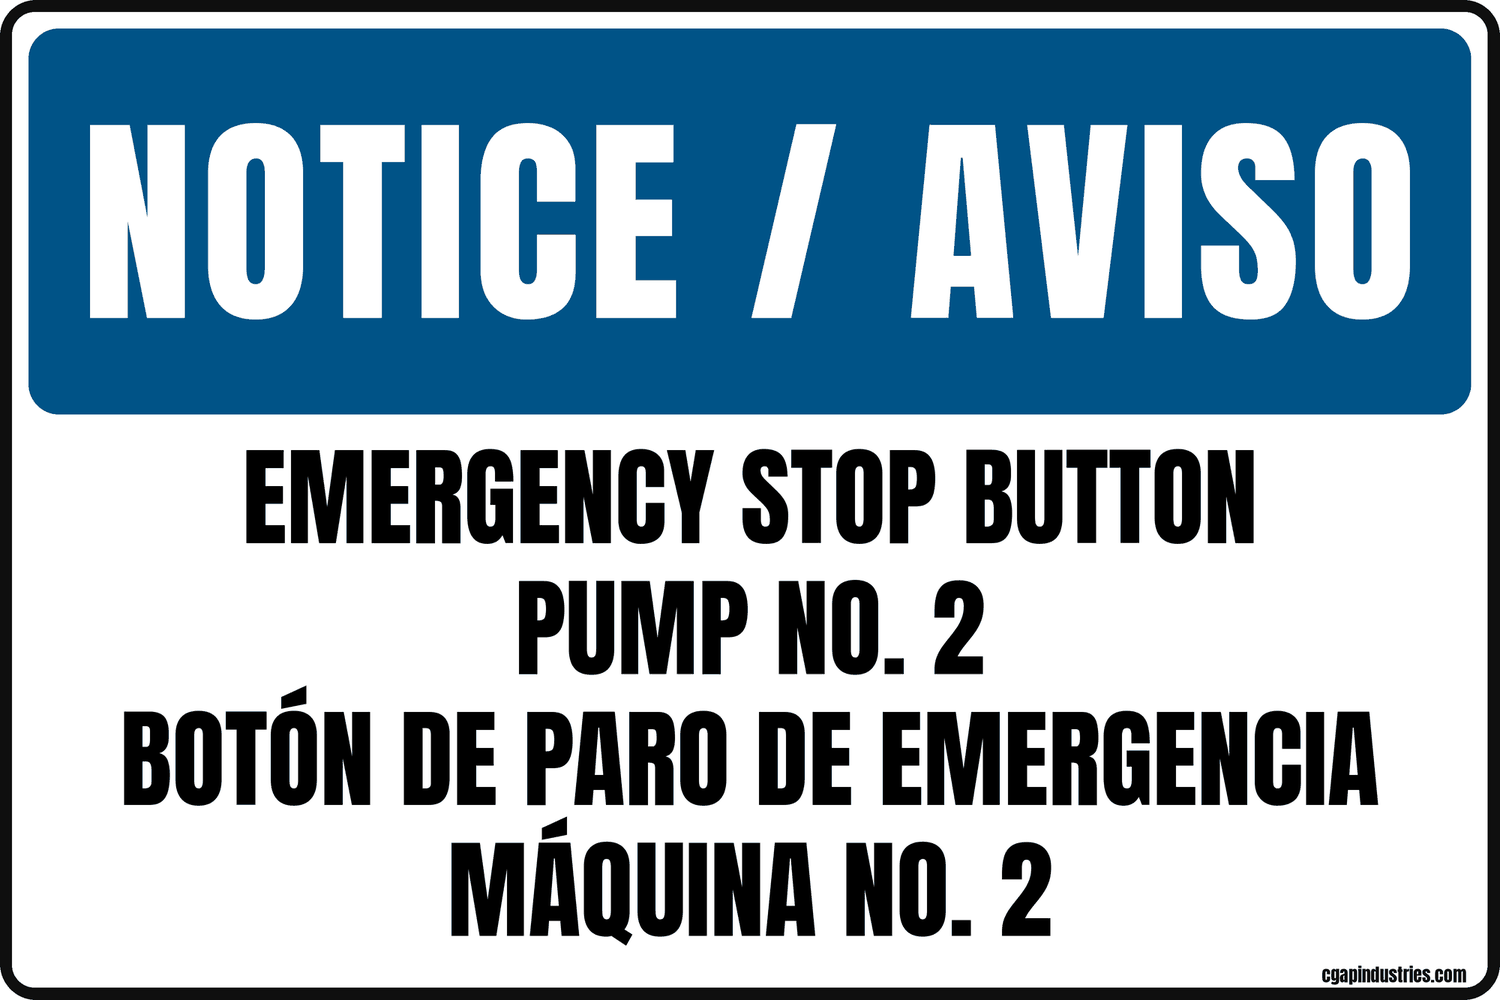 NOTICE / AVISO
EMERGENCY STOP BUTTON
PUMP NO. 2
BOTÓN DE PARO DE EMERGENCIA
MÁQUINA NO. 2
cgapindustries.com